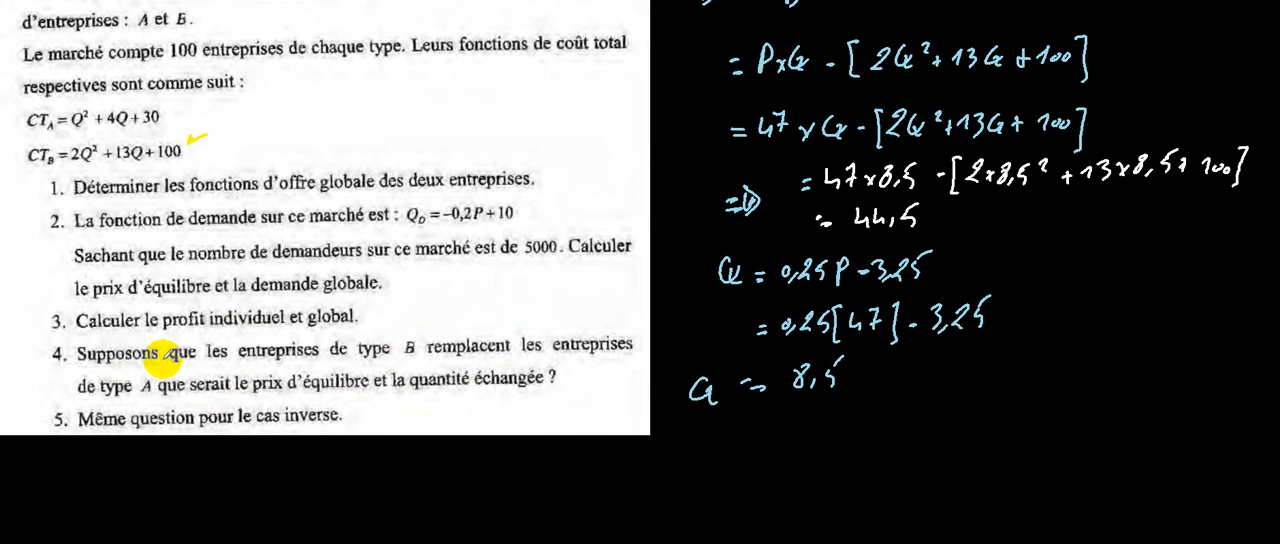 d'entreprises : A et B.
Le marché compte 100 entreprises de chaque type. Leurs fonctions de coût total
respectives sont comme suit :
CT_A = Q² + 4Q + 30
CT_B = 2Q² + 13Q + 100
1. Déterminer les fonctions d'offre globale des deux entreprises.
2. La fonction de demande sur ce marché est : Q_D = -0,2P + 10
Sachant que le nombre de demandeurs sur ce marché est de 5000. Calculer
le prix d'équilibre et la demande globale.
3. Calculer le profit individuel et global.
4. Supposons que les entreprises de type B remplacent les entreprises
de type A que serait le prix d'équilibre et la quantité échangée ?
5. Même question pour le cas inverse.
= P x Q - [2Q² + 13Q + 100]
= 47 x Q - [2Q² + 13Q + 100]
= 47 x 8,5 - [2 x 8,5² + 13 x 8,5 + 100]
= 44,5
Q = 0,25P - 3,25
= 0,25[47] - 3,25
Q = 8,5